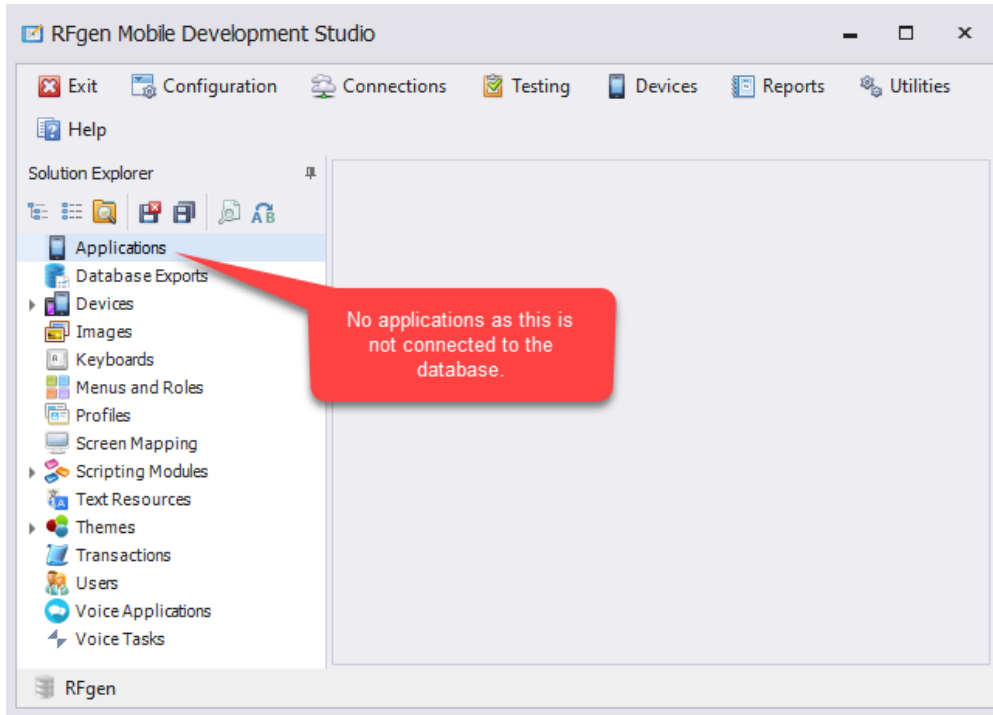 RFgen Mobile Development Studio
Exit Configuration Connections Testing Devices Reports Utilities
Help
Solution Explorer
Applications
Database Exports
Devices
Images
Keyboards
Menus and Roles
Profiles
Screen Mapping
Scripting Modules
Text Resources
Themes
Transactions
Users
Voice Applications
Voice Tasks
No applications as this is
not connected to the
database.
RFgen